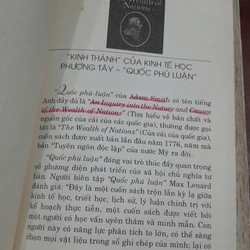 Wealth of
Nations
"KINH THÁNH" CỦA KINH TẾ HỌC
PHƯƠNG TÂY – "QUỐC PHÚ LUẬN"
"Quốc phú luận" của Adam Smith có tên tiếng
Anh đầy đủ là "An Inquiry into the Nature and Causes
of the Wealth of Nations" (Tìm hiểu về bản chất và
nguồn gốc của cải của các quốc gia), thường được gọi
tắt là "The Wealth of Nations" (Của cải của các quốc gia),
cuốn sách được xuất bản lần đầu năm 1776, năm mà
bản "Tuyên ngôn độc lập" của nước Mỹ ra đời.
"Quốc phú luận" đóng vai trò thúc đẩy quan trọng về
phương diện phát triển của xã hội chủ nghĩa tư
bản. Người biên tập "Quốc phú luận" Max Lenard
đánh giá: "Đây là một cuốn sách trộn lẫn kỳ lạ giữa
kinh tế học, triết học, lịch sử, lý luận chính trị với
kế hoạch hành động, một cuốn sách được viết bởi
một người có học vấn uyên thâm và minh mẫn. Con
người này có năng lực phân tích to lớn, có thể chọn
mọi vật liệu trong sổ ghi chép của mình, lại có